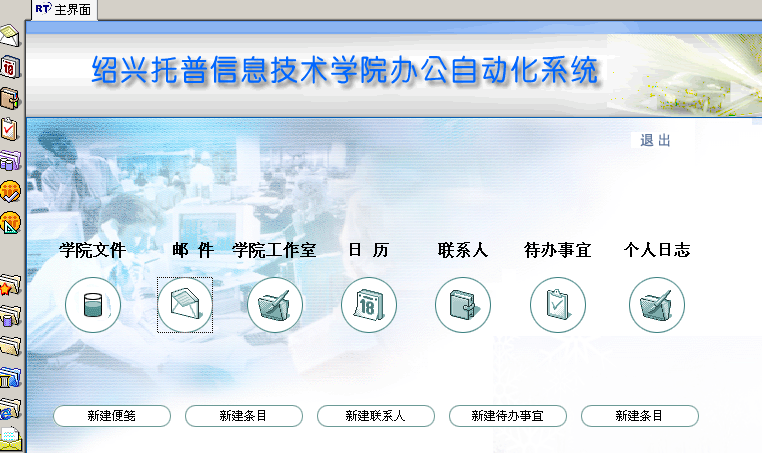 RT 主界面
18
绍兴托普信息技术学院办公自动化系统
退出
学院文件 邮件 学院工作室 日历 联系人 待办事宜 个人日志
18
新建便笺 新建条目 新建联系人 新建待办事宜 新建条目